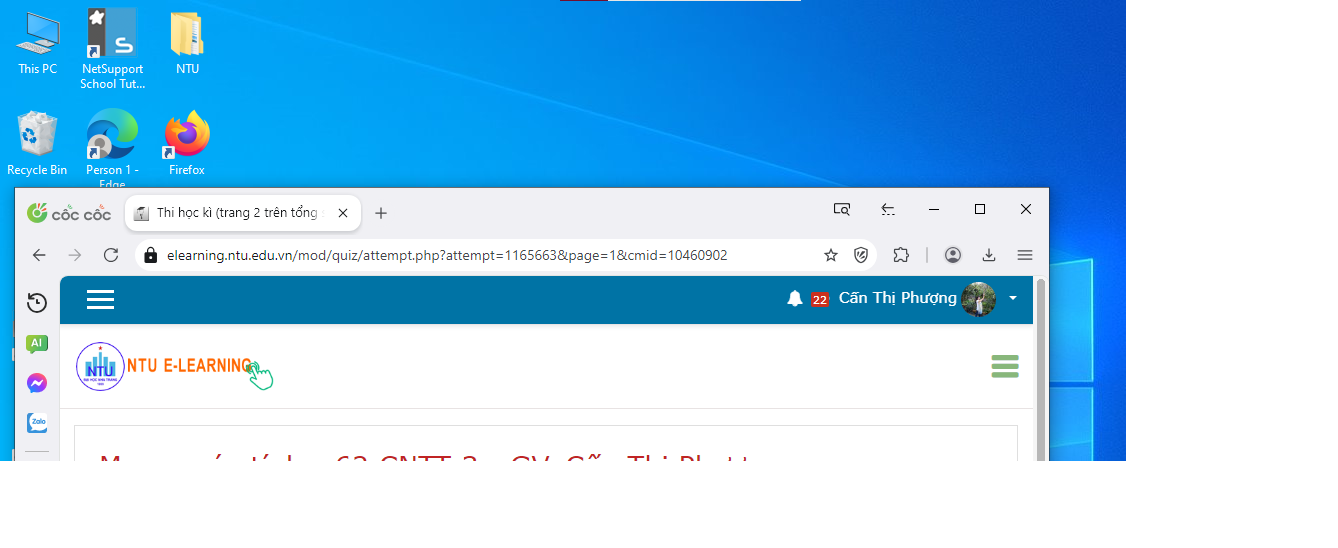 This PC
NetSupport
School Tut...
NTU
Recycle Bin
Person 1 -
Edge
Firefox
cốc cốc
Thi học kì (trang 2 trên tổng
elearning.ntu.edu.vn/mod/quiz/attempt.php?attempt=1165663&page=1&cmid=10460902
22
Cấn Thị Phượng
AI
Zalo
NTU
NTU E-LEARNING